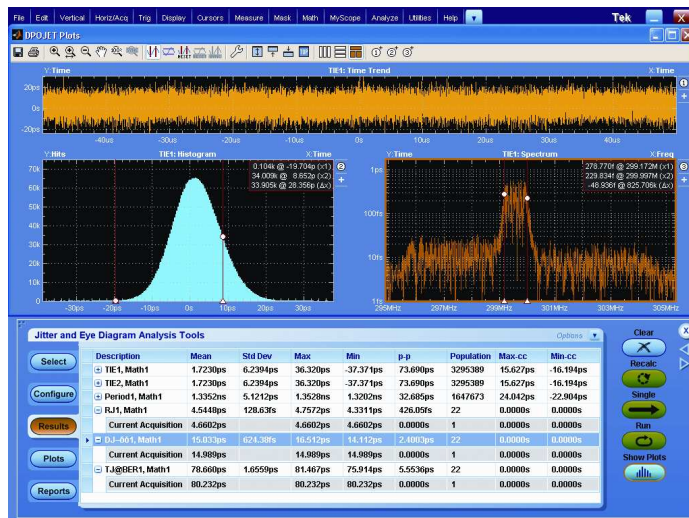 File Edit Vertical Horiz/Acq Trig Display Cursors Measure Mask Math MyScope Analyze Utilities Help Tek
DPOJET Plots
Y:Time TIE1: Time Trend X:Time
20ps
0s
-20ps
-40us -30us -20us -10us 0s 10us 20us 30us 40us
Y:Hits TIE1: Histogram X:Time
0.104k @ -19.704p (x1)
34.009k @ 8.652p (x2)
33.905k @ 28.356p (Δx)
70k
60k
50k
40k
30k
20k
10k
0
-30ps -20ps -10ps 0s 10ps 20ps 30ps
Y:Time TIE1: Spectrum X:Freq
278.770f @ 299.172M (x1)
229.834f @ 299.997M (x2)
-48.936f @ 825.706k (Δx)
1ps
100fs
10fs
1fs
295MHz 297MHz 299MHz 301MHz 303MHz 305MHz
Jitter and Eye Diagram Analysis Tools
Options
Clear
Recalc
Single
Run
Show Plots
Select
Configure
Results
Plots
Reports
Description Mean Std Dev Max Min p-p Population Max-cc Min-cc
TIE1, Math1 1.7230ps 6.2394ps 36.320ps -37.371ps 73.690ps 3295389 15.627ps -16.194ps
TIE2, Math1 1.7230ps 6.2394ps 36.320ps -37.371ps 73.690ps 3295389 15.627ps -16.194ps
Period1, Math1 1.3352ns 5.1212ps 1.3528ns 1.3202ns 32.685ps 1647673 24.042ps -22.904ps
RJ1, Math1 4.5448ps 128.63fs 4.7572ps 4.3311ps 426.05fs 22 0.0000s 0.0000s
Current Acquisition 4.6602ps 4.6602ps 4.6602ps 0.0000s 1 0.0000s 0.0000s
15.033ps 624.38fs 16.512ps 14.112ps 2.4003ps 22 0.0000s 0.0000s
Current Acquisition 14.989ps 14.989ps 14.989ps 0.0000s 1 0.0000s 0.0000s
TJ@BER1, Math1 78.660ps 1.6559ps 81.467ps 75.914ps 5.5536ps 22 0.0000s 0.0000s
Current Acquisition 80.232ps 80.232ps 80.232ps 0.0000s 1 0.0000s 0.0000s